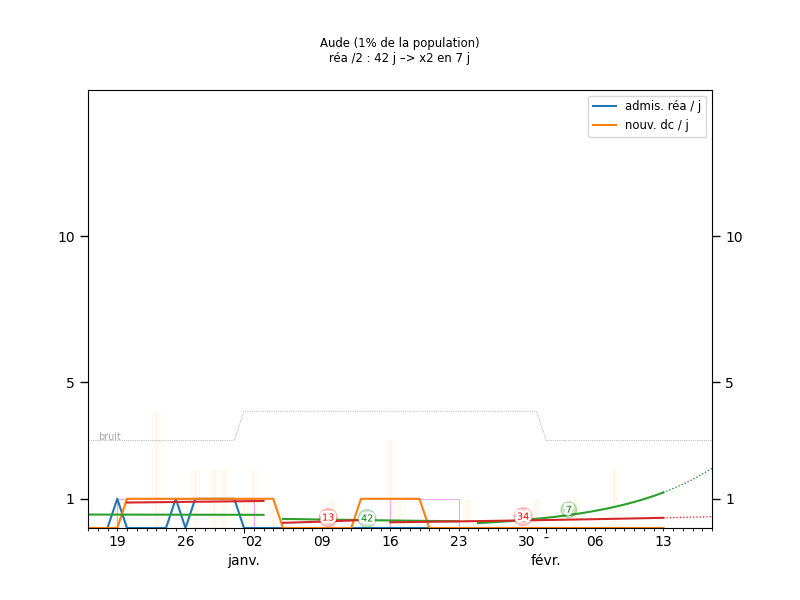 Aude (1% de la population)
réa /2 : 42 j –> x2 en 7 j
admis. réa / j
nouv. dc / j
10
10
5
5
bruit
1
1
13
42
34
7
19
26
02
09
16
23
30
06
13
janv.
févr.